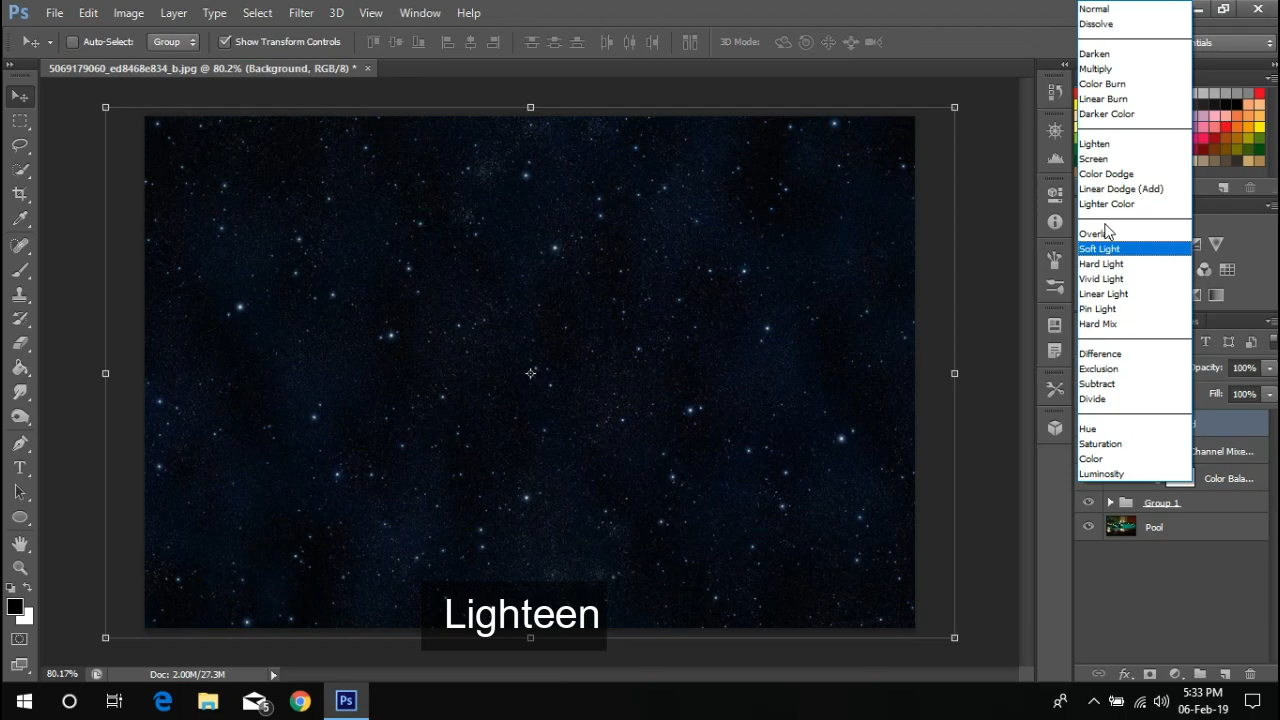 Ps File Edit Image Layer Type Select Filter 3D View Window Help
Auto-Select: Group Show Transform Controls 3D Mode:
5069179060_ed8468e834_b.jpg @ 80.2% (Background, RGB/8) * ×
Normal
Dissolve
Darken
Multiply
Color Burn
Linear Burn
Darker Color
Lighten
Screen
Color Dodge
Linear Dodge (Add)
Lighter Color
Soft Light
Hard Light
Vivid Light
Linear Light
Pin Light
Hard Mix
Difference
Exclusion
Subtract
Divide
Hue
Saturation
Color
Luminosity
Opacity: 100%
Fill: 100%
Channel Mixe...
Color Bala...
Group 1
Pool
Lighteen
80.17% Doc: 2.00M/27.3M
5
Ps
5:33 PM
06-Feb-19